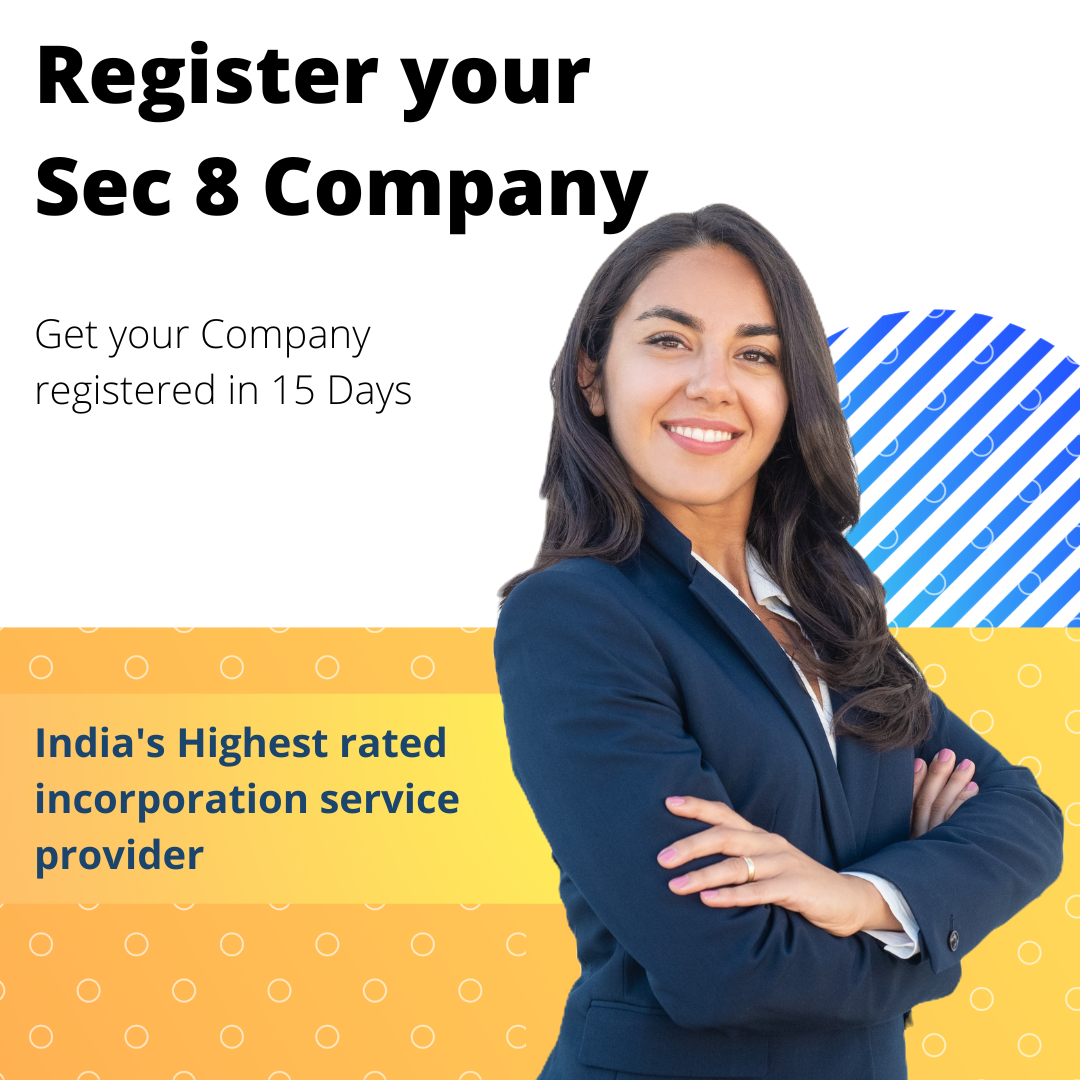 Register your
Sec 8 Company
Get your Company
registered in 15 Days
India's Highest rated
incorporation service
provider